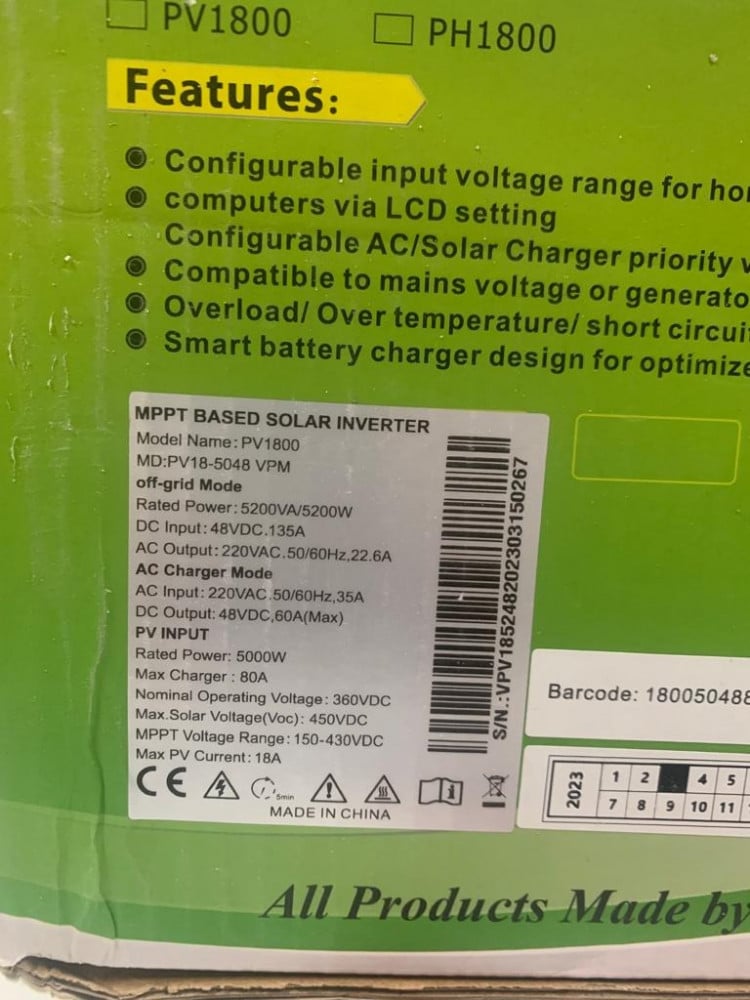 PV1800
PH1800
Features:
Configurable input voltage range for
computers via LCD setting
Configurable AC/Solar Charger priority
Compatible to mains voltage or
Overload/ Over temperature/ short
Smart battery charger design for
MPPT BASED SOLAR INVERTER
Model Name: PV1800
MD:PV18-5048 VPM
off-grid Mode
Rated Power: 5200VA/5200W
DC Input: 48VDC.135A
AC Output: 220VAC.50/60Hz,22.6A
AC Charger Mode
AC Input: 220VAC.50/60Hz,35A
DC Output: 48VDC,60A(Max)
PV INPUT
Rated Power: 5000W
Max Charger : 80A
Nominal Operating Voltage: 360VDC
Max.Solar Voltage(Voc): 450VDC
MPPT Voltage Range: 150-430VDC
Max PV Current: 18A
CE
5min
MADE IN CHINA
S/N.:VPV185248202303150267
Barcode: 180050488
2023
1 2 4 5
7 8 9 10 11
All Products Made by